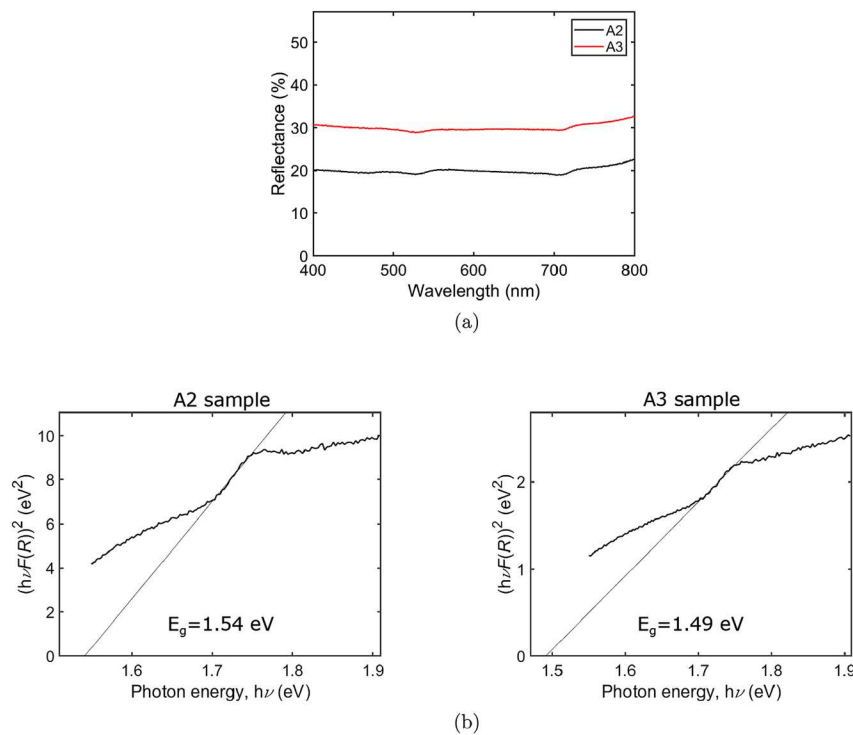 A2
A3
50
40
30
20
10
0
Reflectance (%)
400 500 600 700 800
Wavelength (nm)
(a)
A2 sample
10
8
6
4
2
0
(hνF(R))² (eV²)
E_g=1.54 eV
1.6 1.7 1.8 1.9
Photon energy, hν (eV)
A3 sample
2
1
0
(hνF(R))² (eV²)
E_g=1.49 eV
1.5 1.6 1.7 1.8 1.9
Photon energy, hν (eV)
(b)